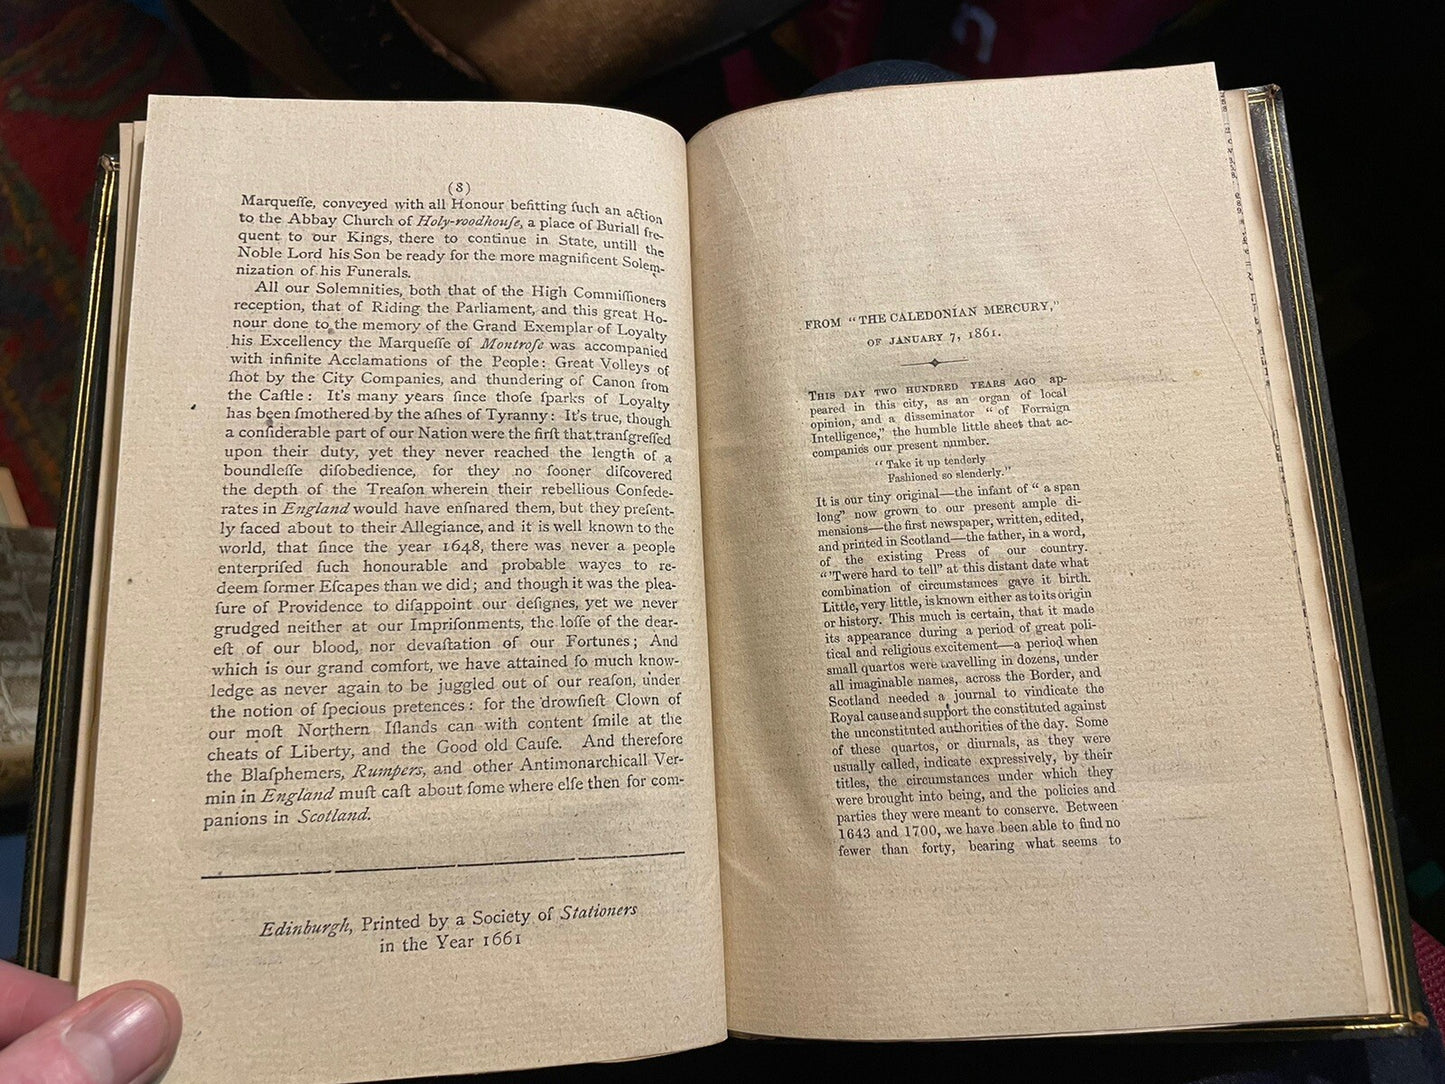 (8)
Marqueſſe, conveyed with all Honour befitting ſuch an action
to the Abbay Church of Holy-roodhouſe, a place of Buriall fre-
quent to our Kings, there to continue in State, untill the
Noble Lord his Son be ready for the more magnificent Solem-
nization of his Funerals.
All our Solemnities, both that of the High Commiſſioners
reception, that of Riding the Parliament, and this great Ho-
nour done to the memory of the Grand Exemplar of Loyalty
his Excellency the Marqueſſe of Montroſe was accompanied
with infinite Acclamations of the People: Great Volleys of
ſhot by the City Companies, and thundering of Canon from
the Caſtle: It's many years ſince thoſe ſparks of Loyalty
has been ſmothered by the aſhes of Tyranny: It's true, though
a conſiderable part of our Nation were the firſt that tranſgreſſed
upon their duty, yet they never reached the length of a
boundleſſe diſobedience, for they no ſooner diſcovered
the depth of the Treaſon wherein their rebellious Confede-
rates in England would have enſnared them, but they preſent-
ly faced about to their Allegiance, and it is well known to the
world, that ſince the year 1648, there was never a people
enterpriſed ſuch honourable and probable wayes to re-
deem former Eſcapes than we did; and though it was the plea-
ſure of Providence to diſappoint our deſignes, yet we never
grudged neither at our Impriſonments, the loſſe of the dear-
eſt of our blood, nor devaſtation of our Fortunes; And
which is our grand comfort, we have attained ſo much know-
ledge as never again to be juggled out of our reaſon, under
the notion of ſpecious pretences: for the drowſieſt Clown of
our moſt Northern Iſlands can with content ſmile at the
cheats of Liberty, and the Good old Cauſe. And therefore
the Blaſphemers, Rumpers, and other Antimonarchicall Ver-
min in England muſt caſt about ſome where elſe then for com-
panions in Scotland.
Edinburgh, Printed by a Society of Stationers
in the Year 1661
FROM "THE CALEDONIAN MERCURY,"
OF JANUARY 7, 1861.
THIS DAY TWO HUNDRED YEARS AGO ap-
peared in this city, as an organ of local
opinion, and a disseminator "of Forraign
Intelligence," the humble little sheet that ac-
companies our present number.
"Take it up tenderly
Fashioned so slenderly."
It is our tiny original—the infant of "a span
long" now grown to our present ample di-
mensions—the first newspaper, written, edited,
and printed in Scotland—the father, in a word,
of the existing Press of our country.
"'Twere hard to tell" at this distant date what
combination of circumstances gave it birth.
Little, very little, is known either as to its origin
or history. This much is certain, that it made
its appearance during a period of great poli-
tical and religious excitement—a period when
small quartos were travelling in dozens, under
all imaginable names, across the Border, and
Scotland needed a journal to vindicate the
Royal cause and support the constituted against
the unconstituted authorities of the day. Some
of these quartos, or diurnals, as they were
usually called, indicate expressively, by their
titles, the circumstances under which they
were brought into being, and the policies and
parties they were meant to conserve. Between
1643 and 1700, we have been able to find no
fewer than forty, bearing what seems to